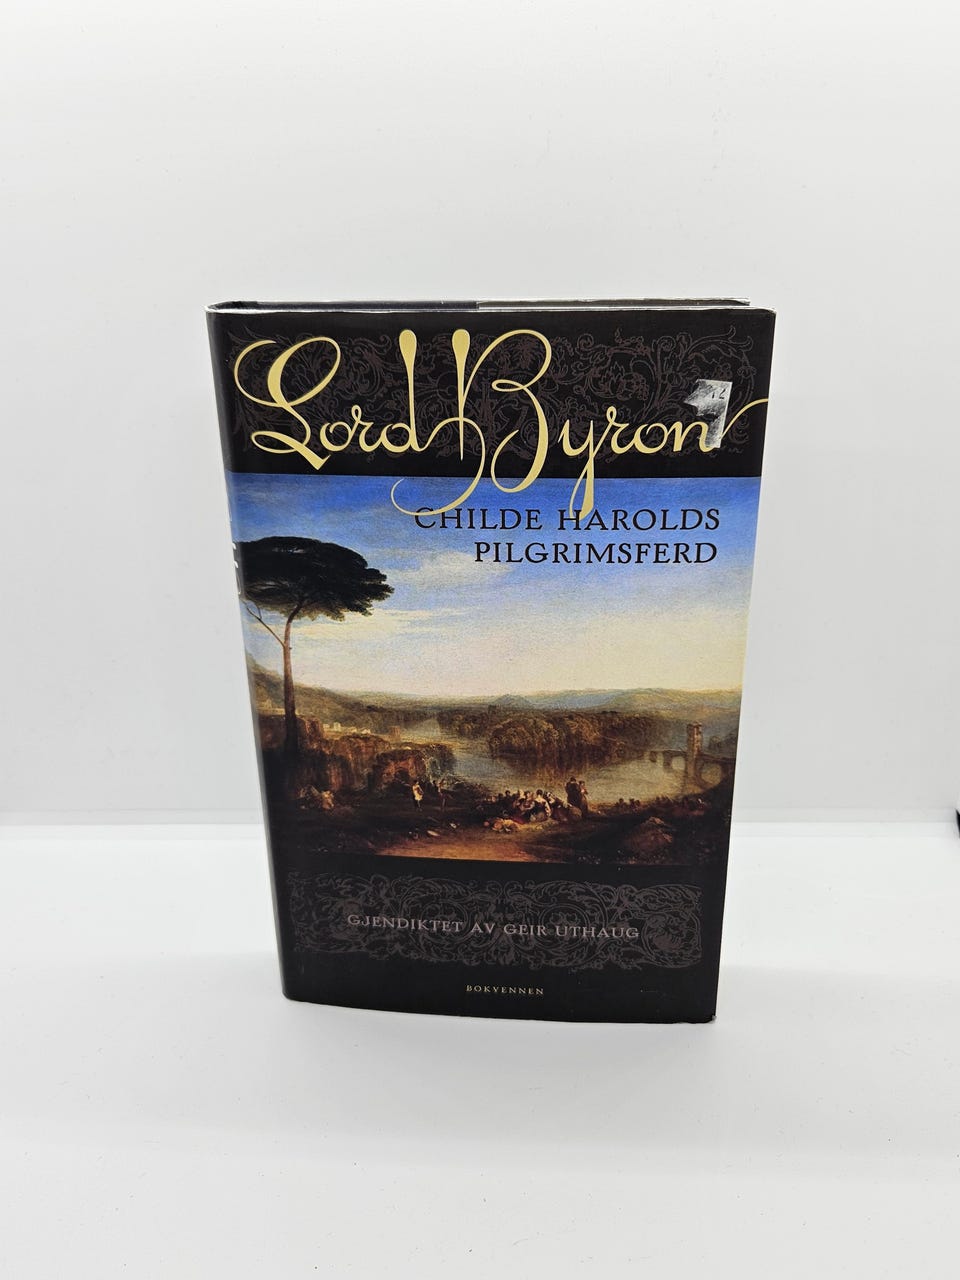 Lord Byron
CHILDE HAROLDS
PILGRIMSFERD
GJENDIKTET AV GEIR UTHAUG
BOKVENNEN